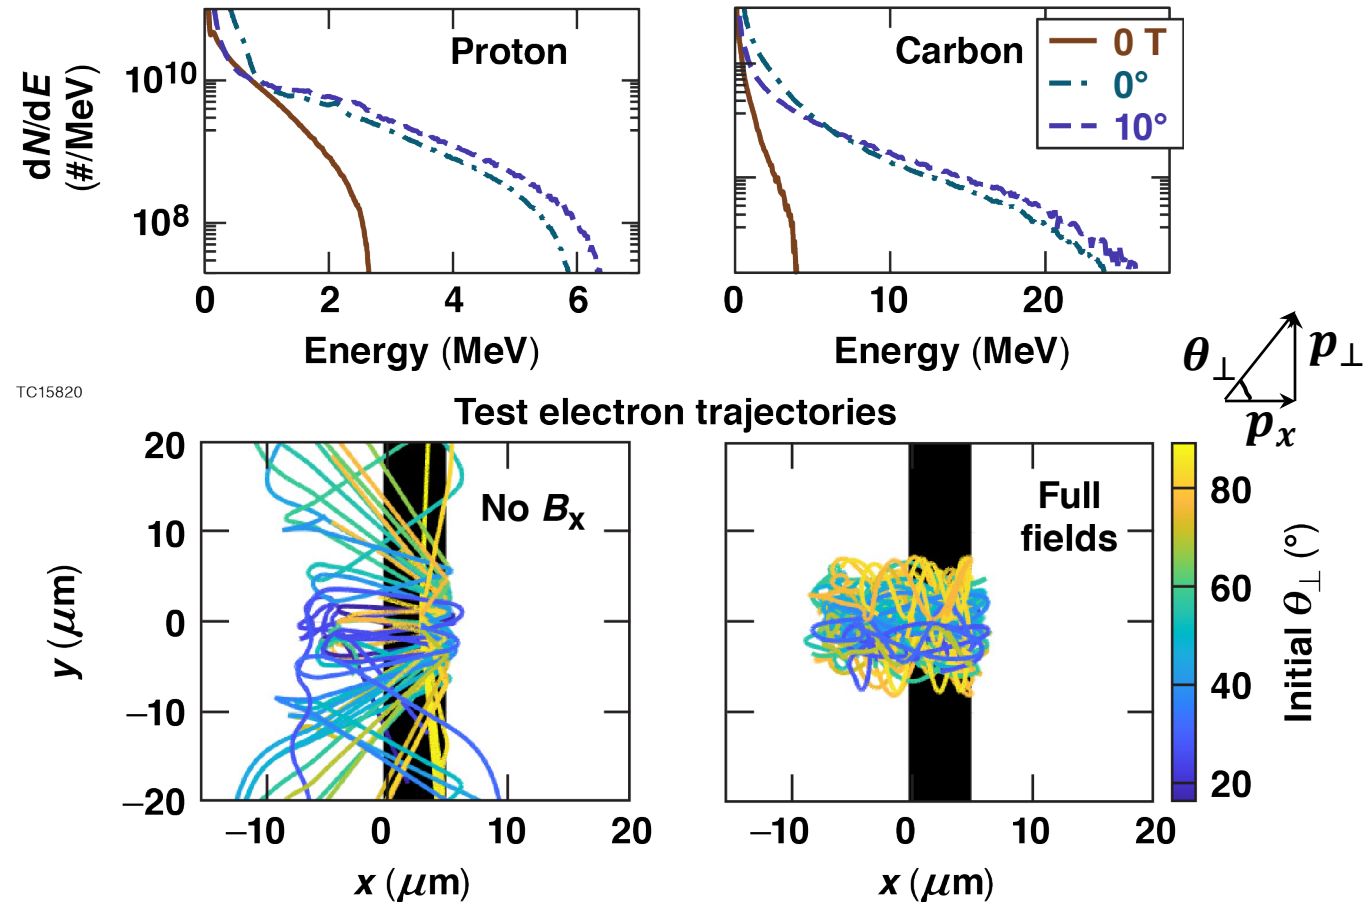 Proton
dN/dE
(#/MeV)
10^10
10^8
0 2 4 6
Energy (MeV)
Carbon
0 T
0°
10°
0 10 20
Energy (MeV)
θ⊥
p⊥
pₓ
TC15820
Test electron trajectories
No Bₓ
y (μm)
20
10
0
–10
–20
–10 0 10 20
x (μm)
Full
fields
–10 0 10 20
x (μm)
80
60
40
20
Initial θ⊥ (°)